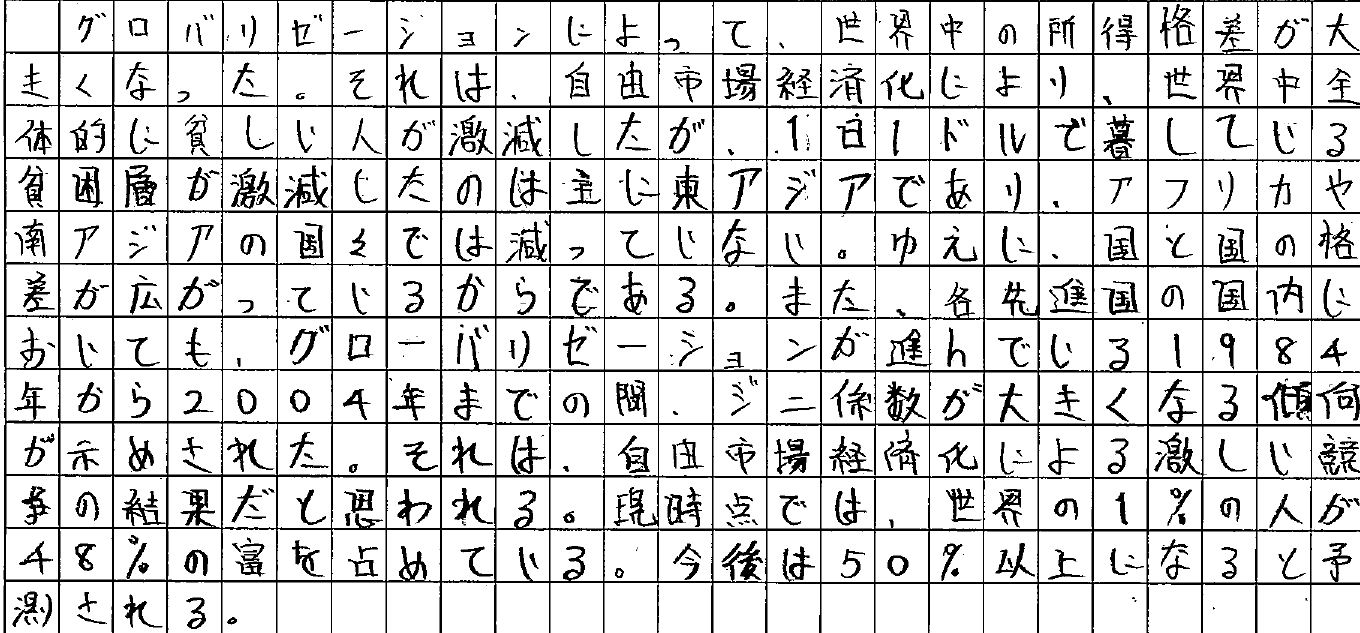 グロバリゼーションによって、世界中の所得格差が大
きくなった。それは、自由市場経済化により、世界中全
体的に貧しい人が激減したが、1日1ドルで暮している
貧困層が激減したのは主に東アジアであり、アフリカや
南アジアの国々では減っていない。ゆえに、国と国の格
差が広がっているからである。また、各先進国の国内に
おいても、グローバリゼーションが進んでいる1984
年から2004年までの間、ジニ係数が大きくなる傾向
が示めされた。それは、自由市場経済化による激しい競
争の結果だと思われる。現時点では、世界の1%の人が
48%の富を占めている。今後は50%以上になると予
測される。